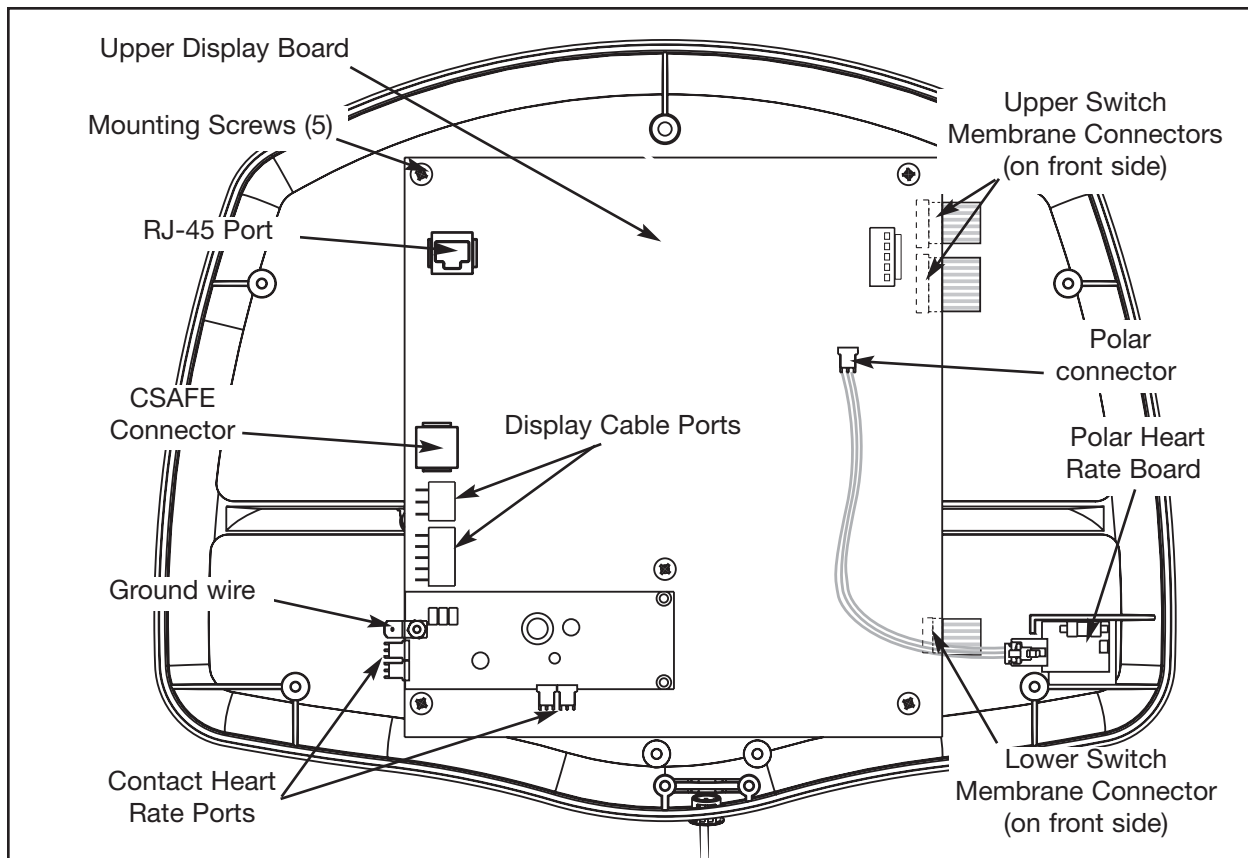 Upper Display Board
Mounting Screws (5)
RJ-45 Port
CSAFE
Connector
Display Cable Ports
Ground wire
Contact Heart
Rate Ports
Upper Switch
Membrane Connectors
(on front side)
Polar
connector
Polar Heart
Rate Board
Lower Switch
Membrane Connector
(on front side)